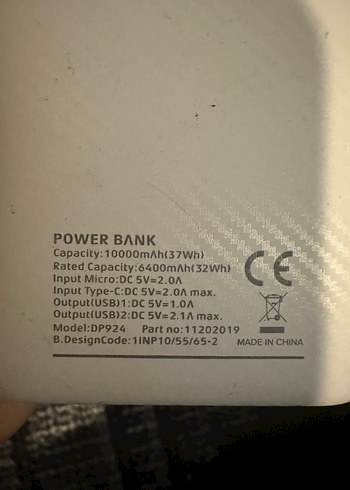 POWER BANK
Capacity:10000mAh(37Wh)
Rated Capacity:6400mAh(32Wh)
Input Micro:DC 5V=2.0A
Input Type-C:DC 5V=2.0A max.
Output(USB)1:DC 5V=1.0A
Output(USB)2:DC 5V=2.1A max.
Model:DP924 Part no:11202019
B.DesignCode:1INP10/55/65-2
CE
MADE IN CHINA